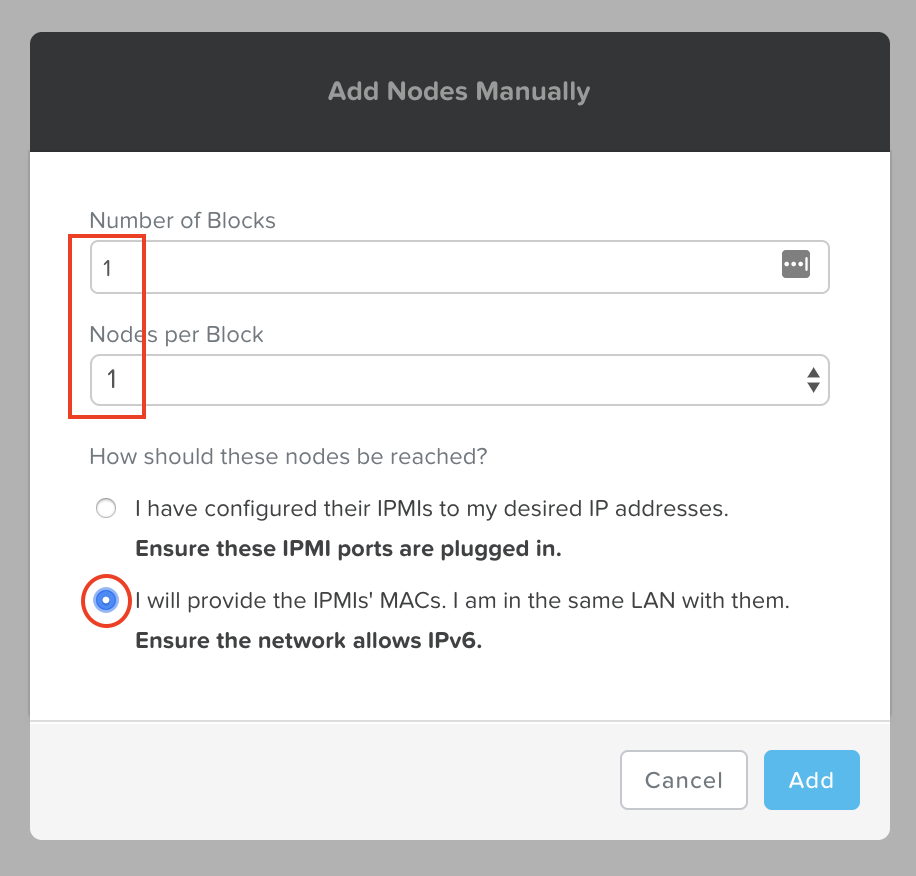 Add Nodes Manually
Number of Blocks
1
Nodes per Block
1
How should these nodes be reached?
I have configured their IPMIs to my desired IP addresses.
Ensure these IPMI ports are plugged in.
I will provide the IPMIs' MACs. I am in the same LAN with them.
Ensure the network allows IPv6.
Cancel Add